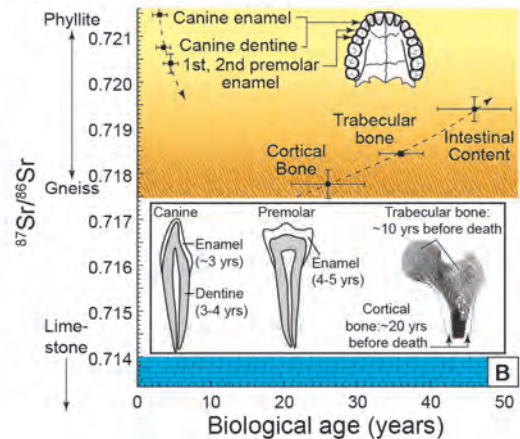 Phyllite
Gneiss
Lime-
stone
⁸⁷Sr/⁸⁶Sr
0.721
0.720
0.719
0.718
0.717
0.716
0.715
0.714
Canine enamel
Canine dentine
1st, 2nd premolar
enamel
Trabecular
bone
Cortical
Bone
Intestinal
Content
Canine
Enamel
(~3 yrs)
Dentine
(3-4 yrs)
Premolar
Enamel
(4-5 yrs)
Trabecular bone:
~10 yrs before death
Cortical
bone:~20 yrs
before death
B
0
10
20
30
40
50
Biological age (years)